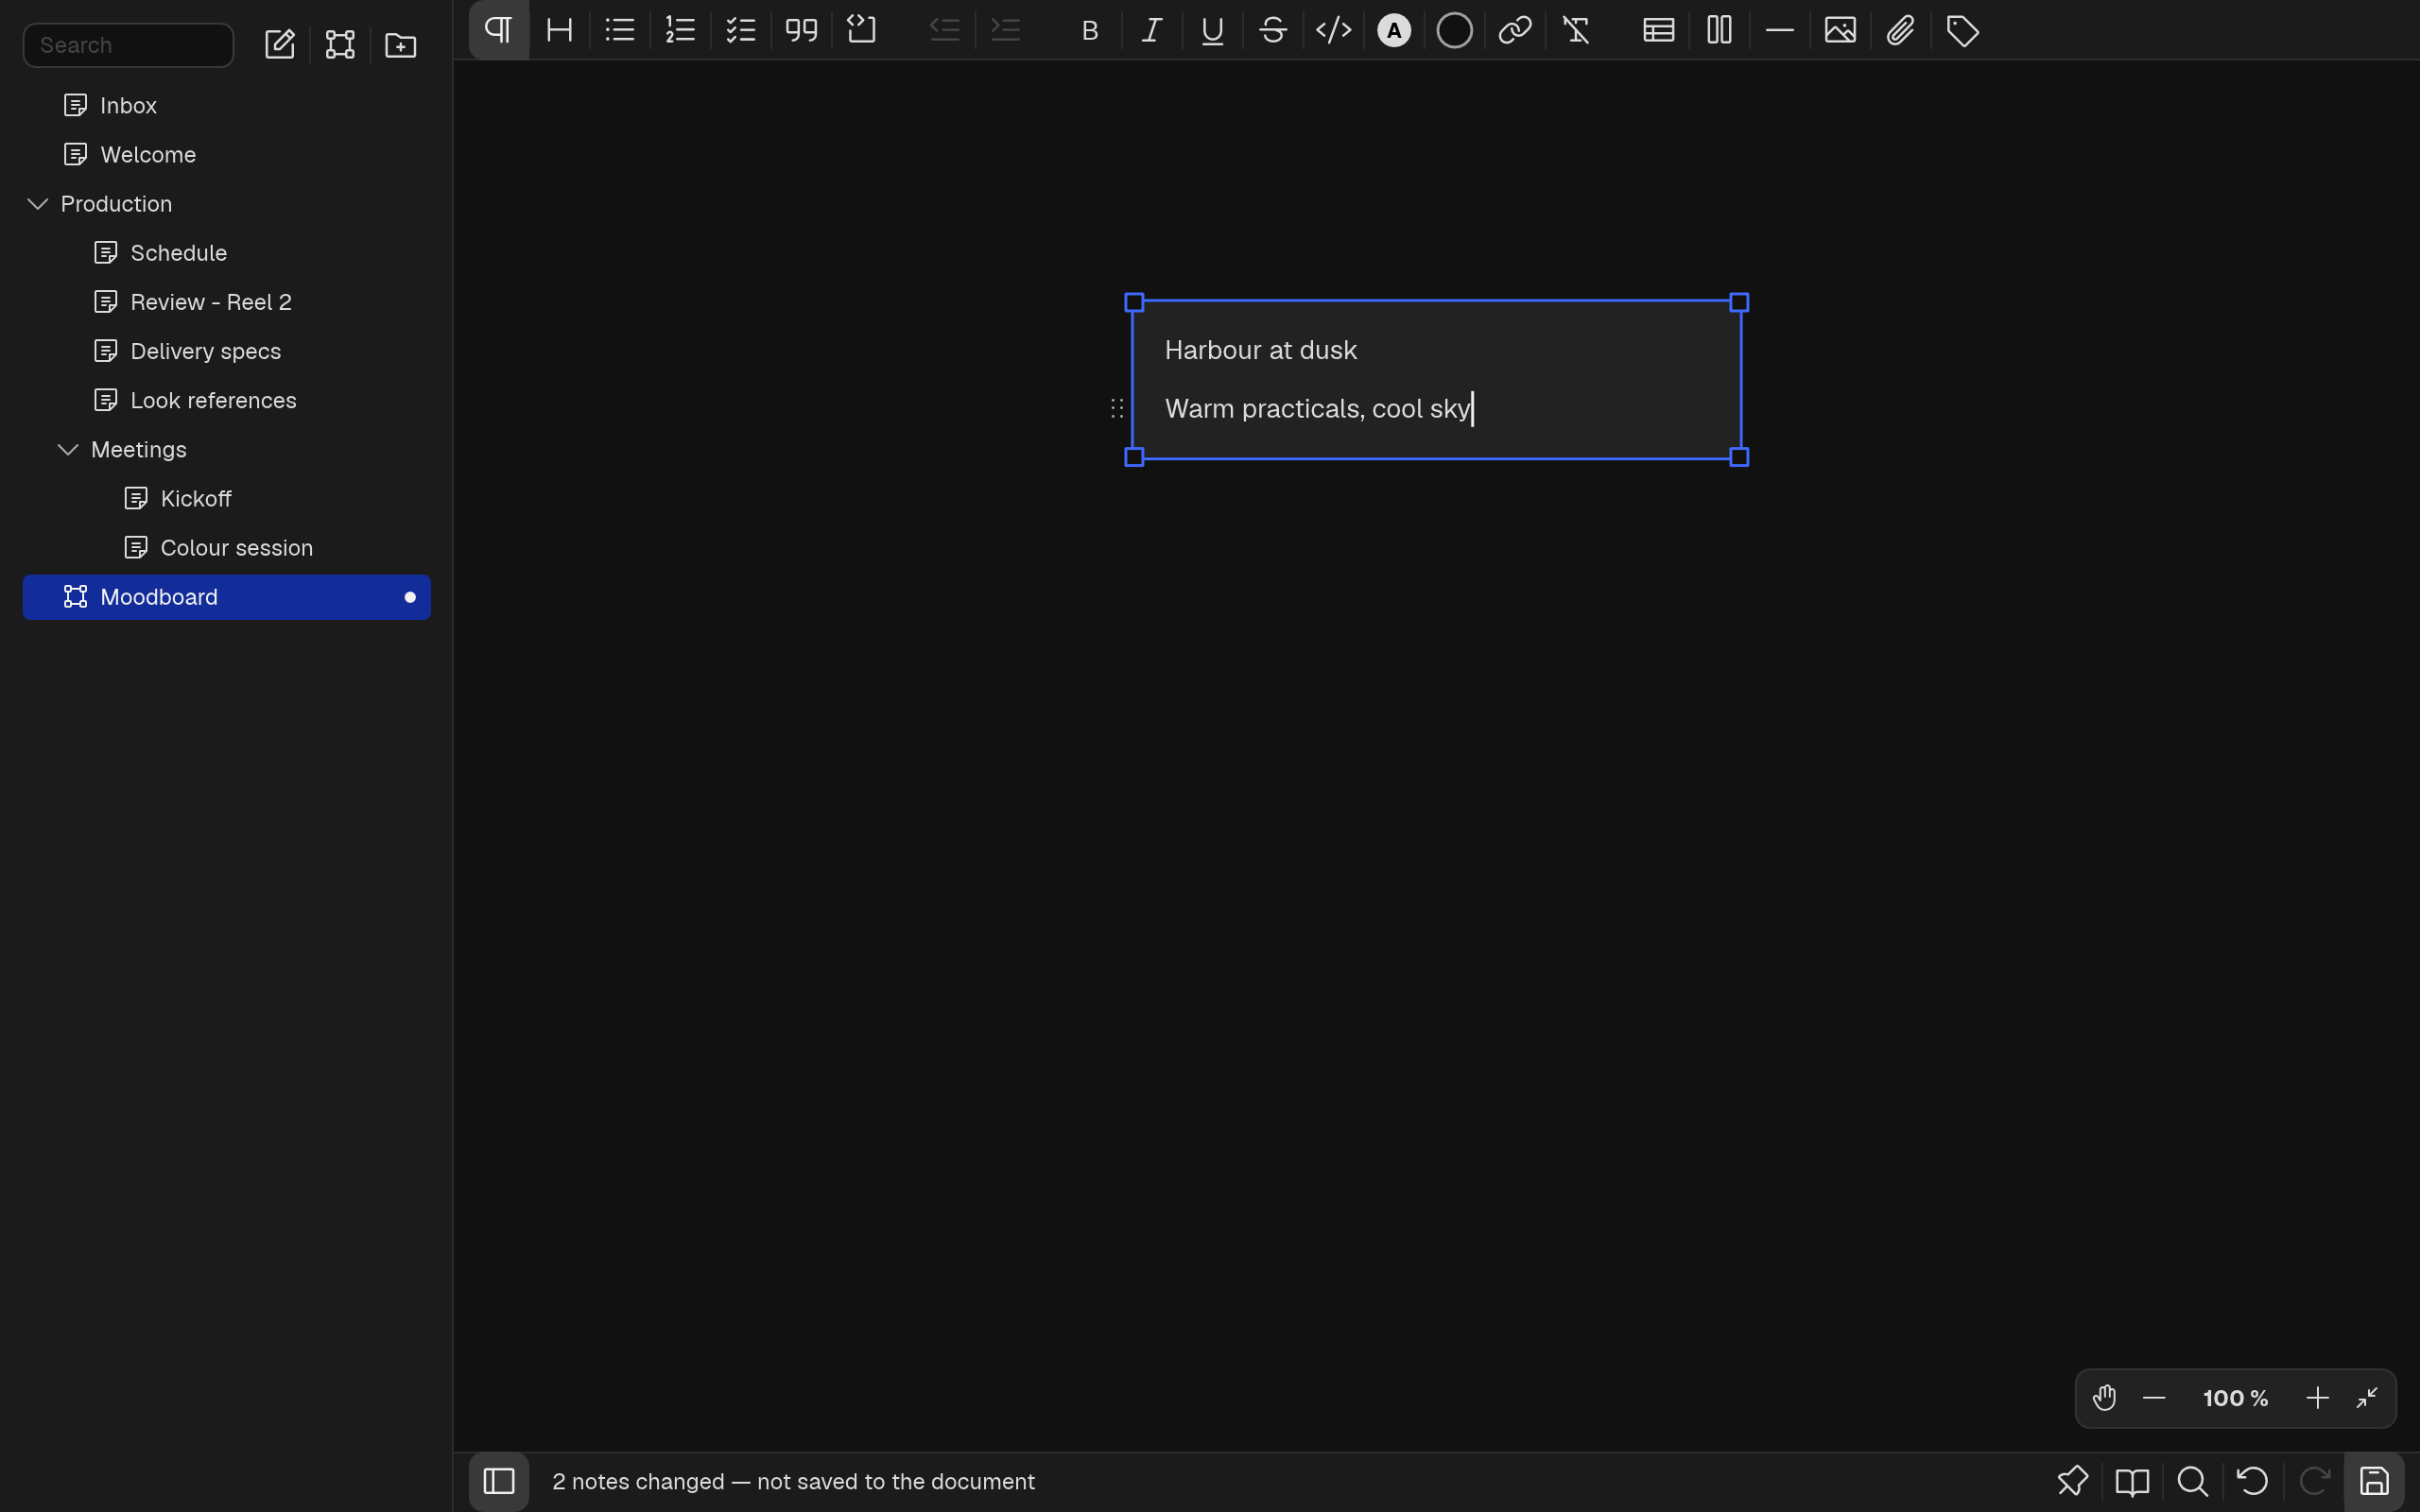 Search
Inbox
Welcome
Production
Schedule
Review - Reel 2
Delivery specs
Look references
Meetings
Kickoff
Colour session
Moodboard
Harbour at dusk
Warm practicals, cool sky
100 %
2 notes changed — not saved to the document